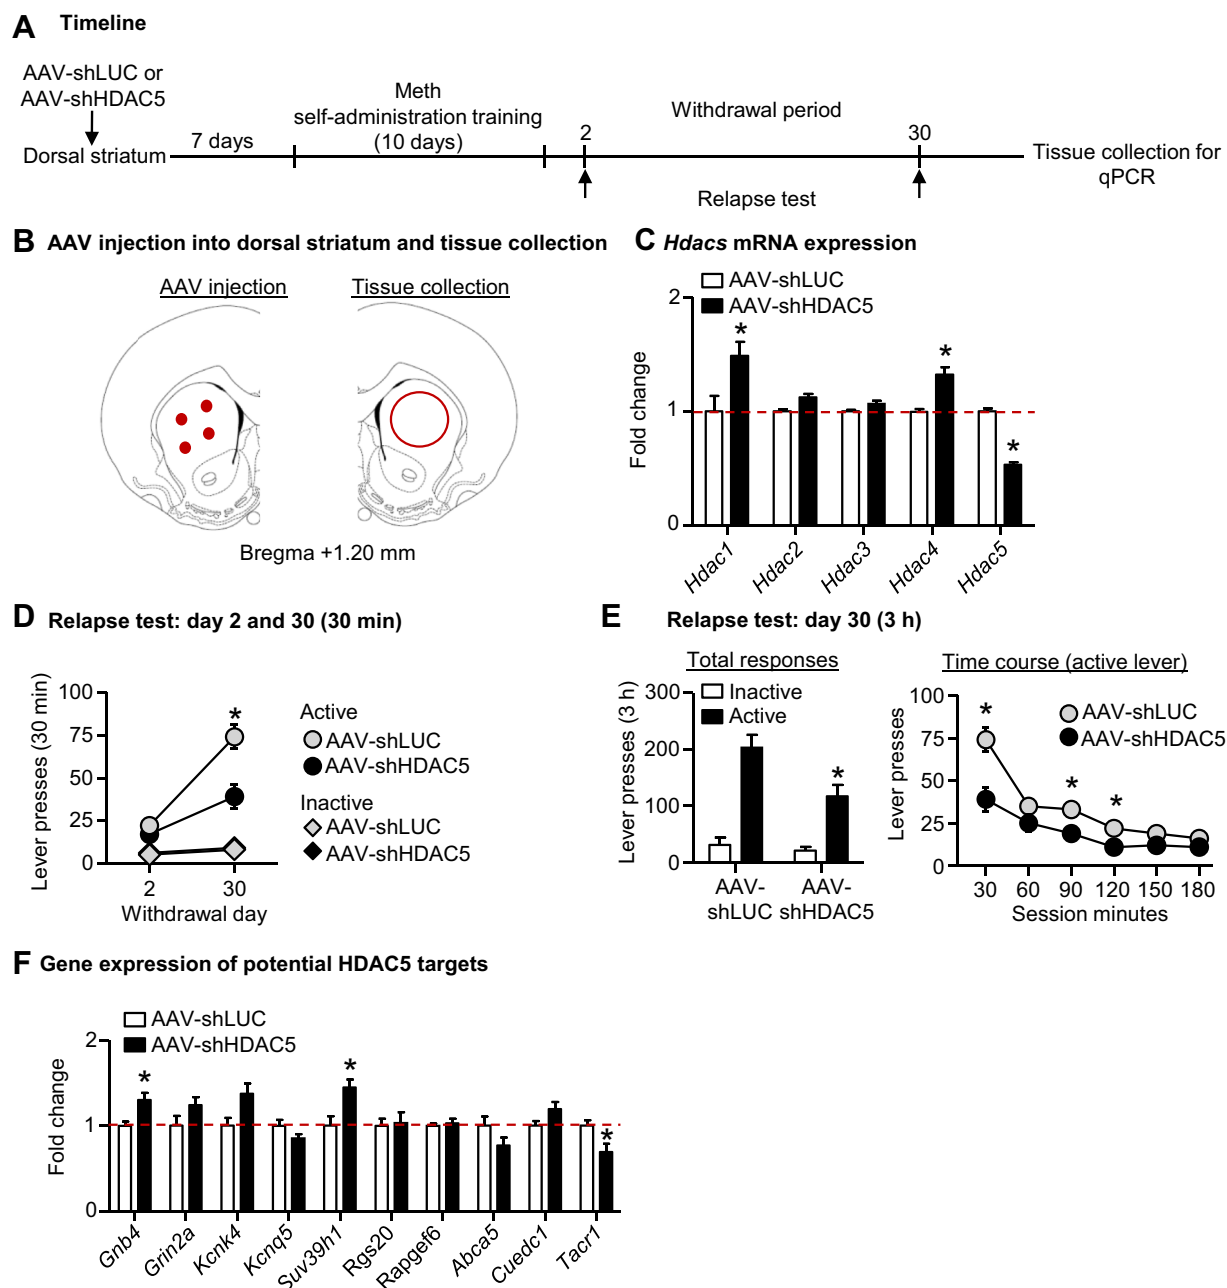 A Timeline
AAV-shLUC or
AAV-shHDAC5
Dorsal striatum
7 days
Meth
self-administration training
(10 days)
Withdrawal period
2
30
Relapse test
Tissue collection for
qPCR
B AAV injection into dorsal striatum and tissue collection
AAV injection
Tissue collection
Bregma +1.20 mm
C Hdacs mRNA expression
AAV-shLUC
AAV-shHDAC5
Fold change
2
1
0
*
*
*
Hdac1
Hdac2
Hdac3
Hdac4
Hdac5
D Relapse test: day 2 and 30 (30 min)
Lever presses (30 min)
100
75
50
25
0
*
2
30
Withdrawal day
Active
AAV-shLUC
AAV-shHDAC5
Inactive
AAV-shLUC
AAV-shHDAC5
E Relapse test: day 30 (3 h)
Total responses
Lever presses (3 h)
300
200
100
0
Inactive
Active
*
AAV-
shLUC
AAV-
shHDAC5
Time course (active lever)
Lever presses
100
75
50
25
0
*
*
*
AAV-shLUC
AAV-shHDAC5
30 60 90 120 150 180
Session minutes
F Gene expression of potential HDAC5 targets
AAV-shLUC
AAV-shHDAC5
Fold change
2
1
0
*
*
*
Gnb4
Grin2a
Kcnk4
Kcnq5
Suv39h1
Rgs20
Rapgef6
Abca5
Cuedc1
Tacr1